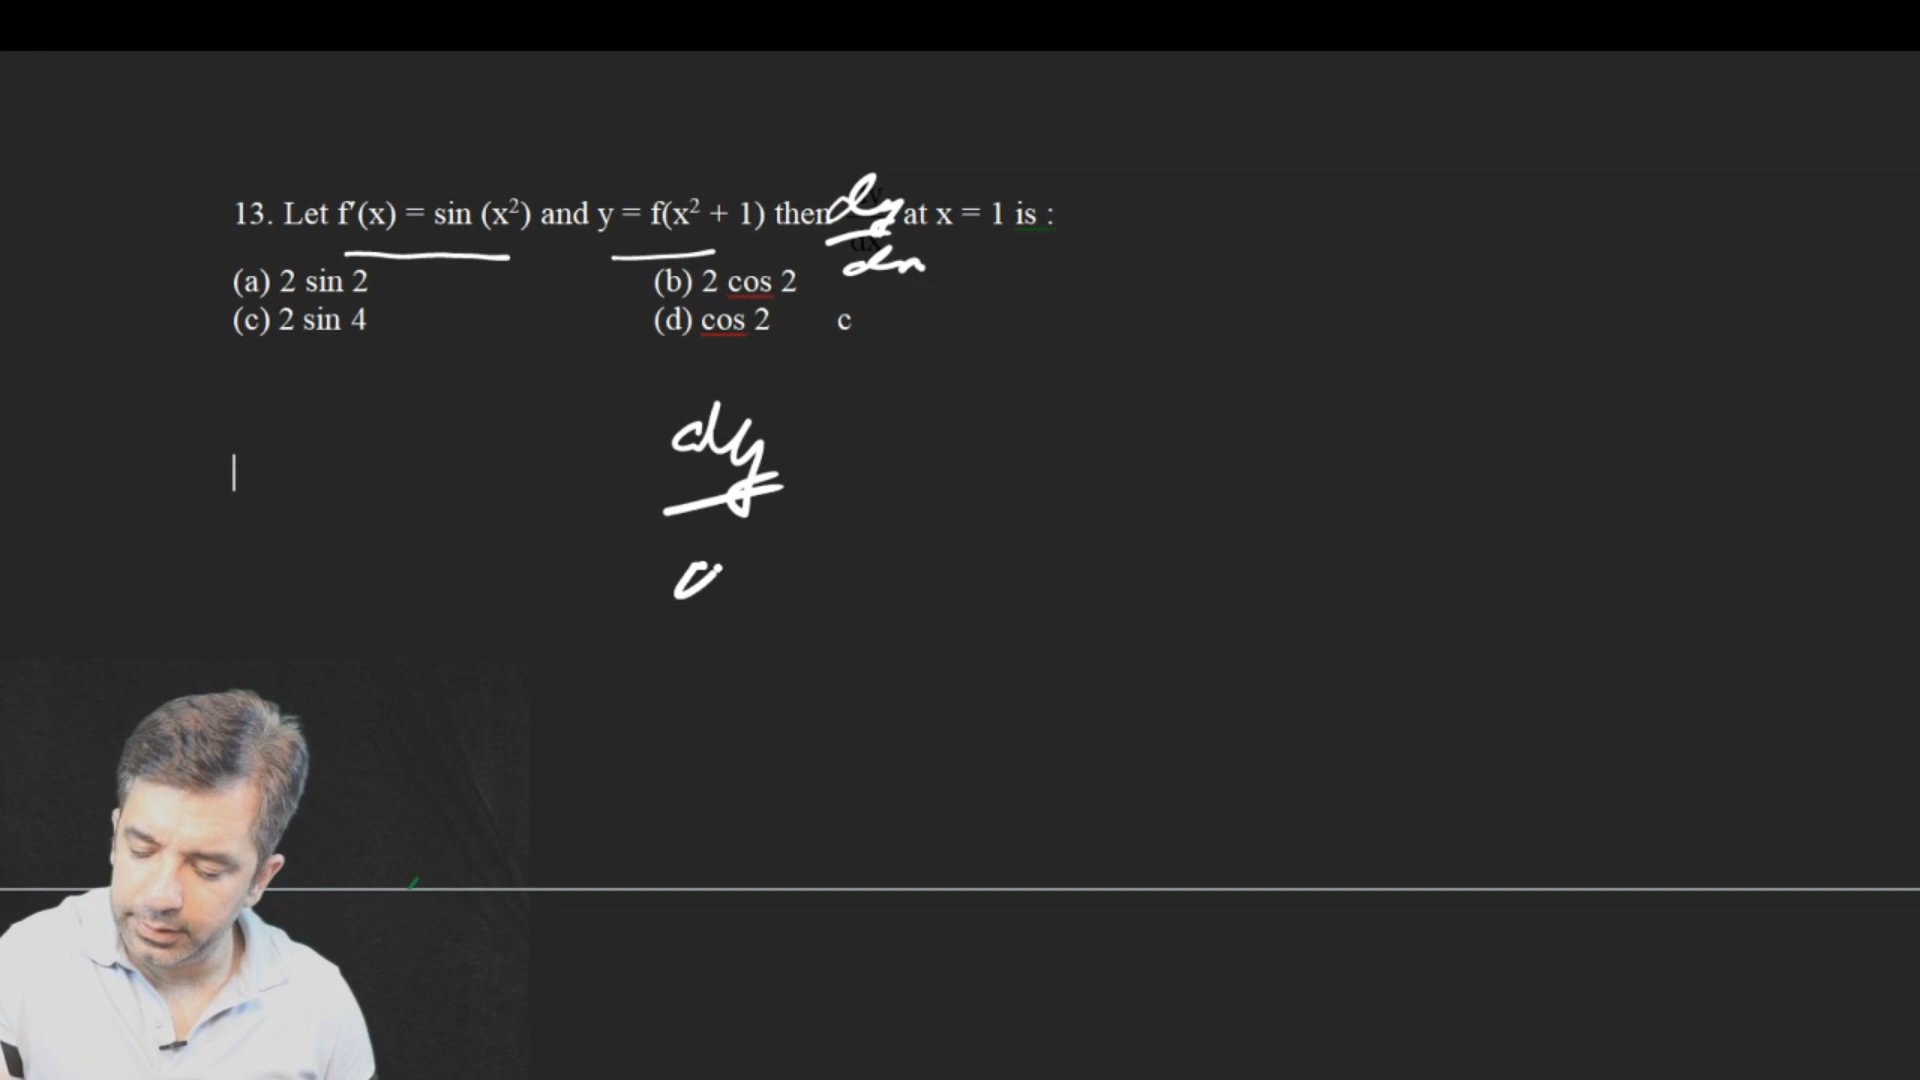 13. Let f′(x) = sin (x²) and y = f(x² + 1) then dy/dx at x = 1 is :
(a) 2 sin 2 (b) 2 cos 2
(c) 2 sin 4 (d) cos 2 c
dy